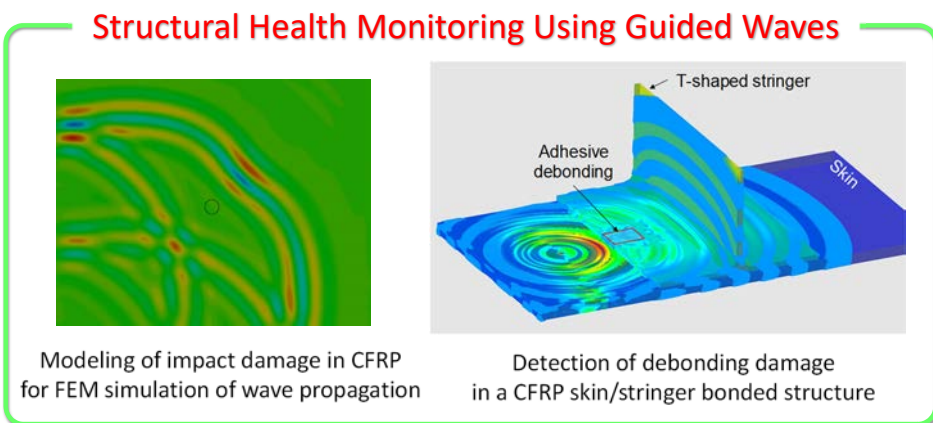 Structural Health Monitoring Using Guided Waves
T-shaped stringer
Adhesive
debonding
Skin
Modeling of impact damage in CFRP
for FEM simulation of wave propagation
Detection of debonding damage
in a CFRP skin/stringer bonded structure